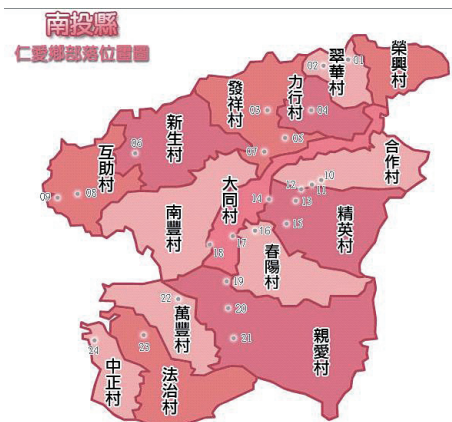 南投縣
仁愛鄉部落位置圖
榮興村
翠華村
01
02
力行村
發祥村
03
04
05
新生村
06
07
合作村
互助村
08
09
10
11
12
13
14
15
精英村
大同村
南豐村
16
17
18
春陽村
19
20
21
親愛村
22
萬豐村
23
24
中正村
法治村